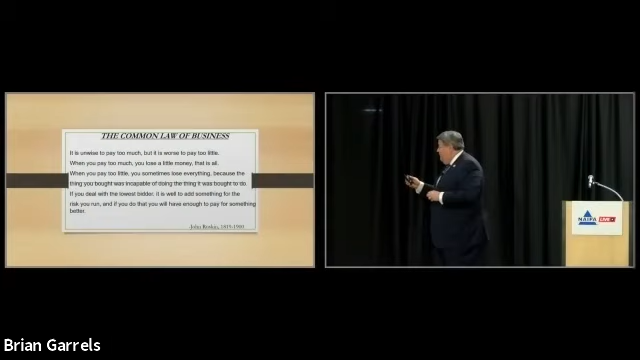 THE COMMON LAW OF BUSINESS
It is unwise to pay too much, but it is worse to pay too little.
When you pay too much, you lose a little money, that is all.
When you pay too little, you sometimes lose everything, because the
thing you bought was incapable of doing the thing it was bought to do.
If you deal with the lowest bidder, it is well to add something for the
risk you run, and if you do that you will have enough to pay for something
better.
John Ruskin, 1819-1900
NAIFA LIVE
Brian Garrels